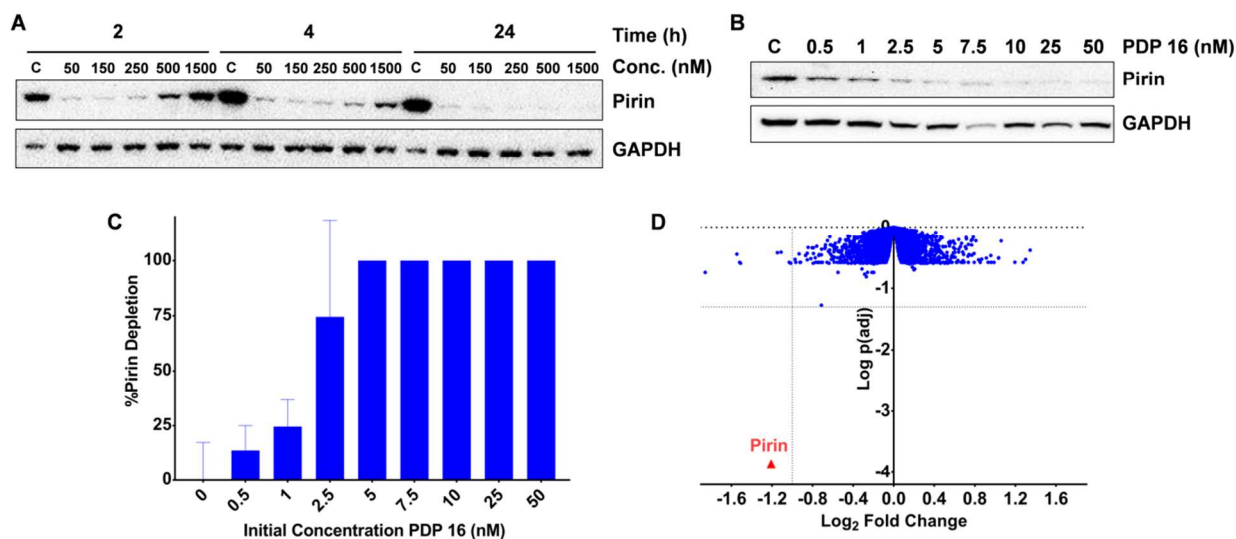 A
2 4 24 Time (h)
C 50 150 250 500 1500 C 50 150 250 500 1500 C 50 150 250 500 1500 Conc. (nM)
Pirin
GAPDH
B
C 0.5 1 2.5 5 7.5 10 25 50 PDP 16 (nM)
Pirin
GAPDH
C
%Pirin Depletion
100
75
50
25
0
0 0.5 1 2.5 5 7.5 10 25 50
Initial Concentration PDP 16 (nM)
D
0
-1
-2
-3
-4
Log p(adj)
Pirin
-1.6 -1.2 -0.8 -0.4 0.0 0.4 0.8 1.2 1.6
Log2 Fold Change